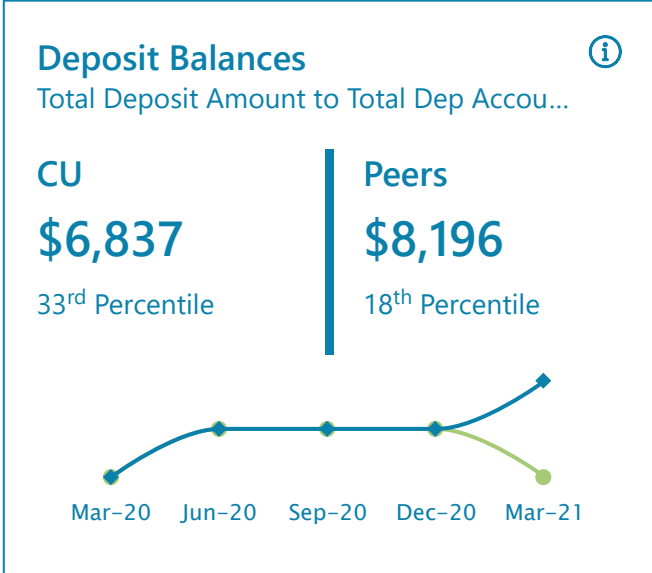 Deposit Balances
Total Deposit Amount to Total Dep Accou...
CU
$6,837
33rd Percentile
Peers
$8,196
18th Percentile
Mar-20 Jun-20 Sep-20 Dec-20 Mar-21